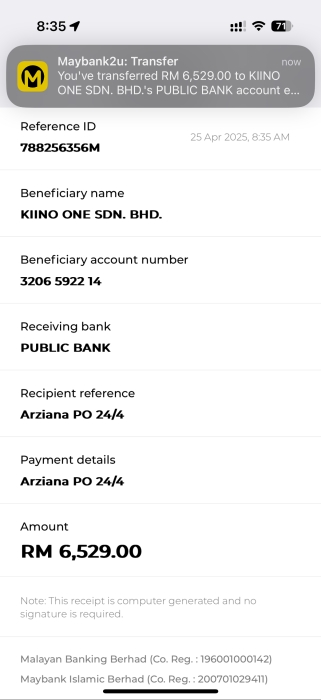 8:35
71
Maybank2u: Transfer
now
You've transferred RM 6,529.00 to KIINO
ONE SDN. BHD.'s PUBLIC BANK account e...
Reference ID
25 Apr 2025, 8:35 AM
788256356M
Beneficiary name
KIINO ONE SDN. BHD.
Beneficiary account number
3206 5922 14
Receiving bank
PUBLIC BANK
Recipient reference
Arziana PO 24/4
Payment details
Arziana PO 24/4
Amount
RM 6,529.00
Note: This receipt is computer generated and no
signature is required.
Malayan Banking Berhad (Co. Reg. : 196001000142)
Maybank Islamic Berhad (Co. Reg. : 200701029411)